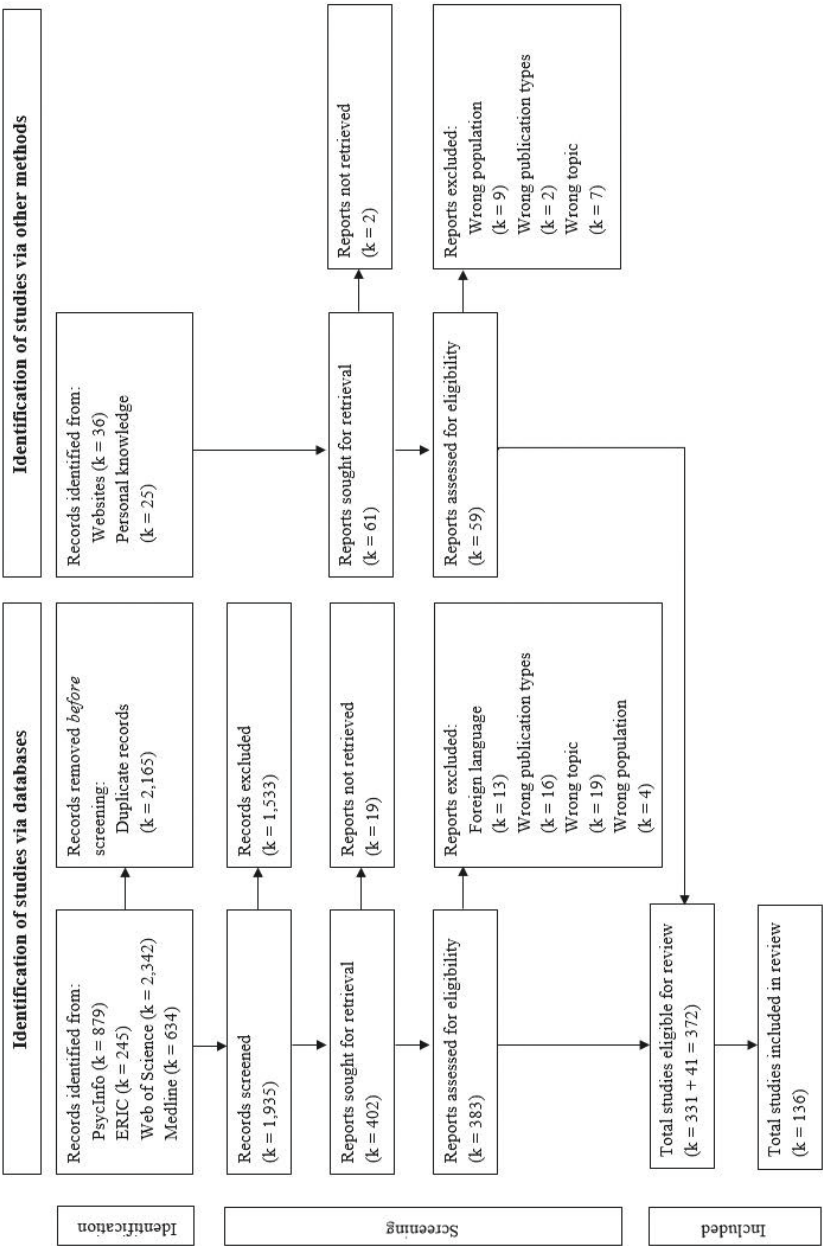 Identification of studies via databases
Identification of studies via other methods
Identification
Records identified from:
PsycInfo (k = 879)
ERIC (k = 245)
Web of Science (k = 2,342)
Medline (k = 634)
Records removed before
screening:
Duplicate records
(k = 2,165)
Records identified from:
Websites (k = 36)
Personal knowledge
(k = 25)
Screening
Records screened
(k = 1,935)
Records excluded
(k = 1,533)
Reports sought for retrieval
(k = 402)
Reports not retrieved
(k = 19)
Reports sought for retrieval
(k = 61)
Reports not retrieved
(k = 2)
Reports assessed for eligibility
(k = 383)
Reports excluded:
Foreign language
(k = 13)
Wrong publication types
(k = 16)
Wrong topic
(k = 19)
Wrong population
(k = 4)
Reports assessed for eligibility
(k = 59)
Reports excluded:
Wrong population
(k = 9)
Wrong publication types
(k = 2)
Wrong topic
(k = 7)
Included
Total studies eligible for review
(k = 331 + 41 = 372)
Total studies included in review
(k = 136)